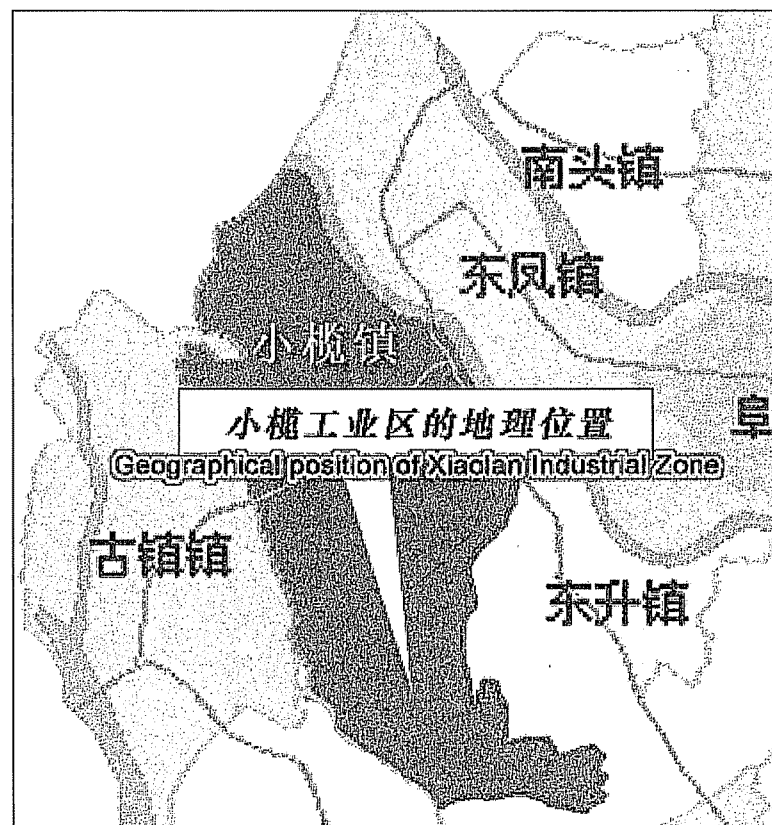 南头镇
东凤镇
小榄镇
小榄工业区的地理位置
阜
Geographical position of Xiaolan Industrial Zone
古镇镇
东升镇